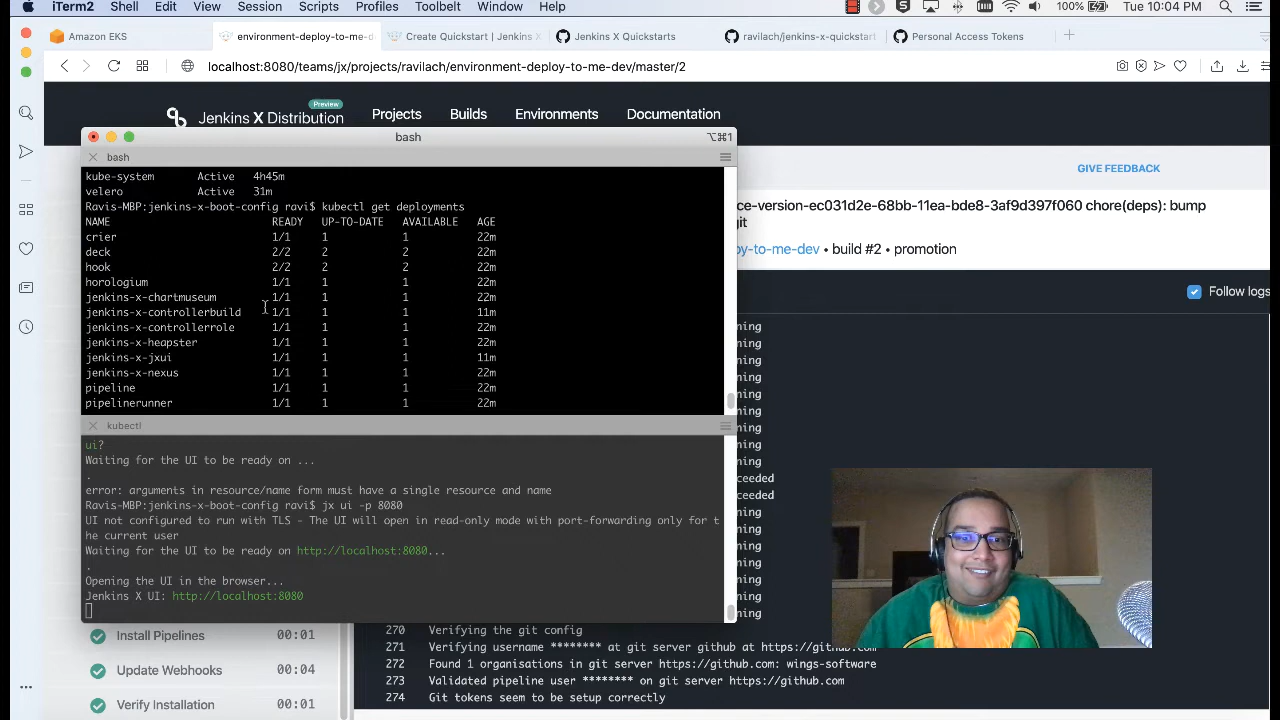 iTerm2 Shell Edit View Session Scripts Profiles Toolbelt Window Help 100% Tue 10:04 PM
Amazon EKS environment-deploy-to-me-de Create Quickstart | Jenkins X Jenkins X Quickstarts ravilach/jenkins-x-quickstart Personal Access Tokens
localhost:8080/teams/jx/projects/ravilach/environment-deploy-to-me-dev/master/2
Preview
Jenkins X Distribution Projects Builds Environments Documentation
bash ⌥⌘1
bash
GIVE FEEDBACK
kube-system Active 4h45m
velero Active 31m
Ravis-MBP:jenkins-x-boot-config ravi$ kubectl get deployments
NAME READY UP-TO-DATE AVAILABLE AGE
crier 1/1 1 1 22m
deck 2/2 2 2 22m
hook 2/2 2 2 22m
horologium 1/1 1 1 22m
jenkins-x-chartmuseum 1/1 1 1 22m
jenkins-x-controllerbuild 1/1 1 1 11m
jenkins-x-controllerrole 1/1 1 1 22m
jenkins-x-heapster 1/1 1 1 22m
jenkins-x-jxui 1/1 1 1 11m
jenkins-x-nexus 1/1 1 1 22m
pipeline 1/1 1 1 22m
pipelinerunner 1/1 1 1 22m
kubectl
ui?
Waiting for the UI to be ready on ...
.
error: arguments in resource/name form must have a single resource and name
Ravis-MBP:jenkins-x-boot-config ravi$ jx ui -p 8080
UI not configured to run with TLS - The UI will open in read-only mode with port-forwarding only for t
he current user
Waiting for the UI to be ready on http://localhost:8080...
.
Opening the UI in the browser...
Jenkins X UI: http://localhost:8080
ce-version-ec031d2e-68bb-11ea-bde8-3af9d397f060 chore(deps): bump
git
oy-to-me-dev • build #2 • promotion
Follow logs
ning
ning
ning
ning
ning
ning
ning
ning
ning
ceeded
ceeded
ning
ning
ning
ning
ning
ning
Install Pipelines 00:01
Update Webhooks 00:04
Verify Installation 00:01
270 Verifying the git config
271 Verifying username ******** at git server github at https://github.com
272 Found 1 organisations in git server https://github.com: wings-software
273 Validated pipeline user ******** on git server https://github.com
274 Git tokens seem to be setup correctly